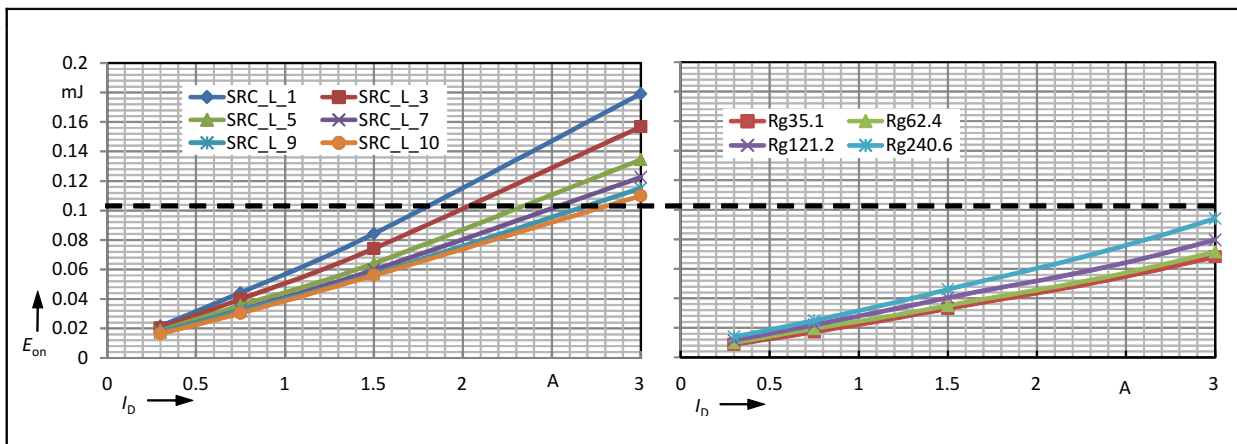 0.2
mJ
0.16
0.14
0.12
0.1
0.08
0.06
0.04
0.02
0
Eon
SRC_L_1 SRC_L_3
SRC_L_5 SRC_L_7
SRC_L_9 SRC_L_10
0 0.5 1 1.5 2 A 3
ID
Rg35.1 Rg62.4
Rg121.2 Rg240.6
0 0.5 1 1.5 2 A 3
ID